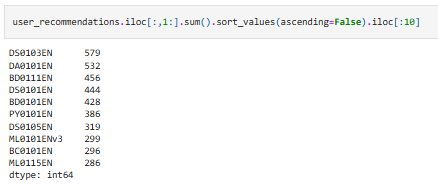 user_recommendations.iloc[:,1:].sum().sort_values(ascending=False).iloc[:10]
DS0103EN 579
DA0101EN 532
BD0111EN 456
DS0101EN 444
BD0101EN 428
PY0101EN 386
DS0105EN 319
ML0101ENv3 299
BC0101EN 296
ML0115EN 286
dtype: int64